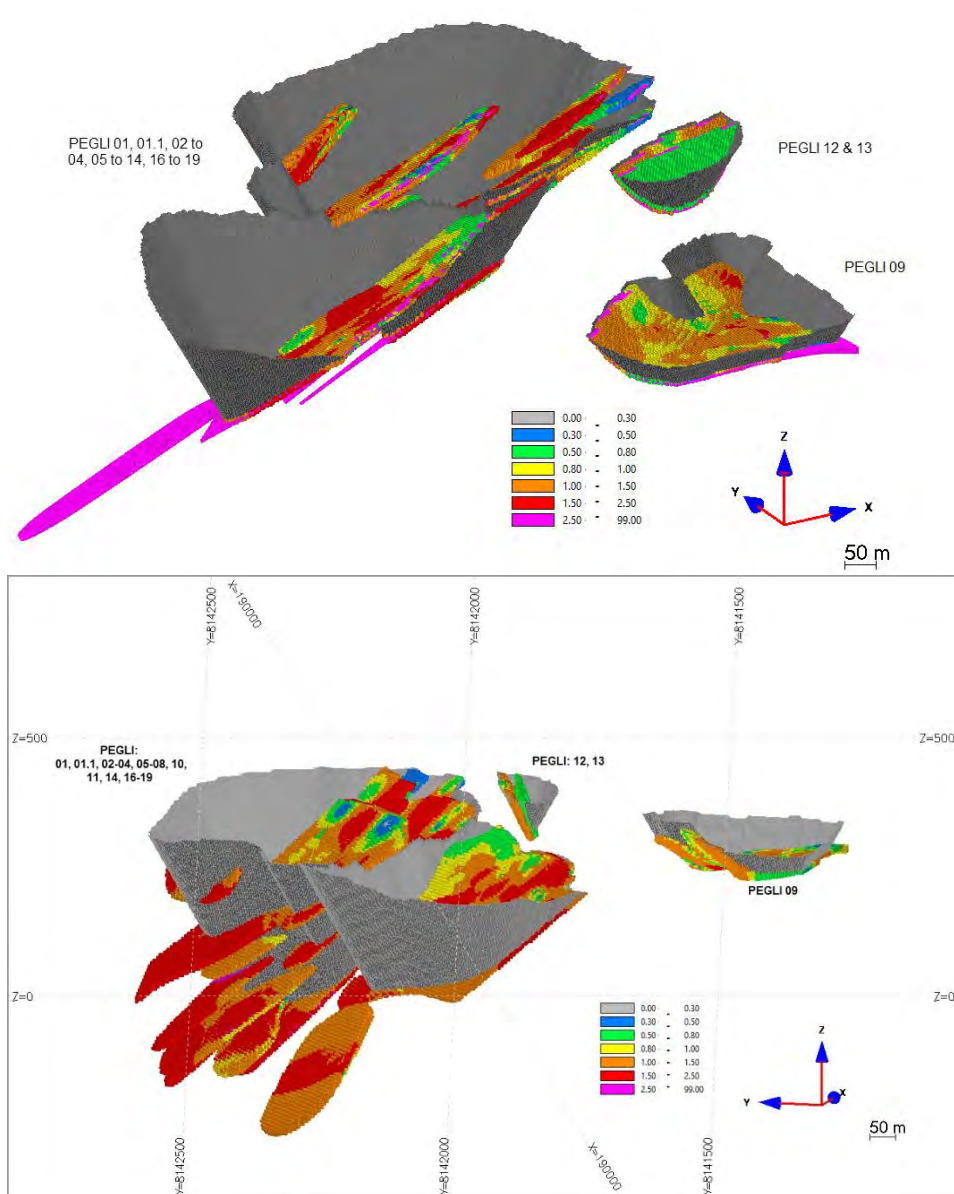 PEGLI 01, 01.1, 02 to
04, 05 to 14, 16 to 19
PEGLI 12 & 13
PEGLI 09
0.00 - 0.30
0.30 - 0.50
0.50 - 0.80
0.80 - 1.00
1.00 - 1.50
1.50 - 2.50
2.50 - 99.00
Z
Y
X
50 m
Y=8142500
X=190000
Y=8142000
Y=8141500
Z=500
Z=500
PEGLI:
01, 01.1, 02-04, 05-08, 10,
11, 14, 16-19
PEGLI: 12, 13
PEGLI 09
Z=0
Z=0
0.00 - 0.30
0.30 - 0.50
0.50 - 0.80
0.80 - 1.00
1.00 - 1.50
1.50 - 2.50
2.50 - 99.00
Z
Y
X
50 m
Y=8142500
Y=8142000
X=190000
Y=8141500